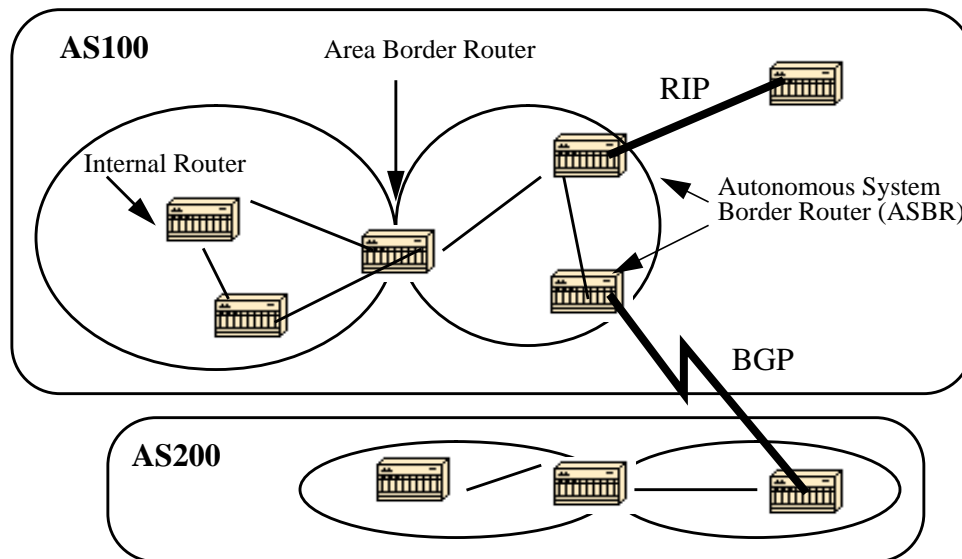 AS100
Area Border Router
RIP
Internal Router
Autonomous System
Border Router (ASBR)
BGP
AS200